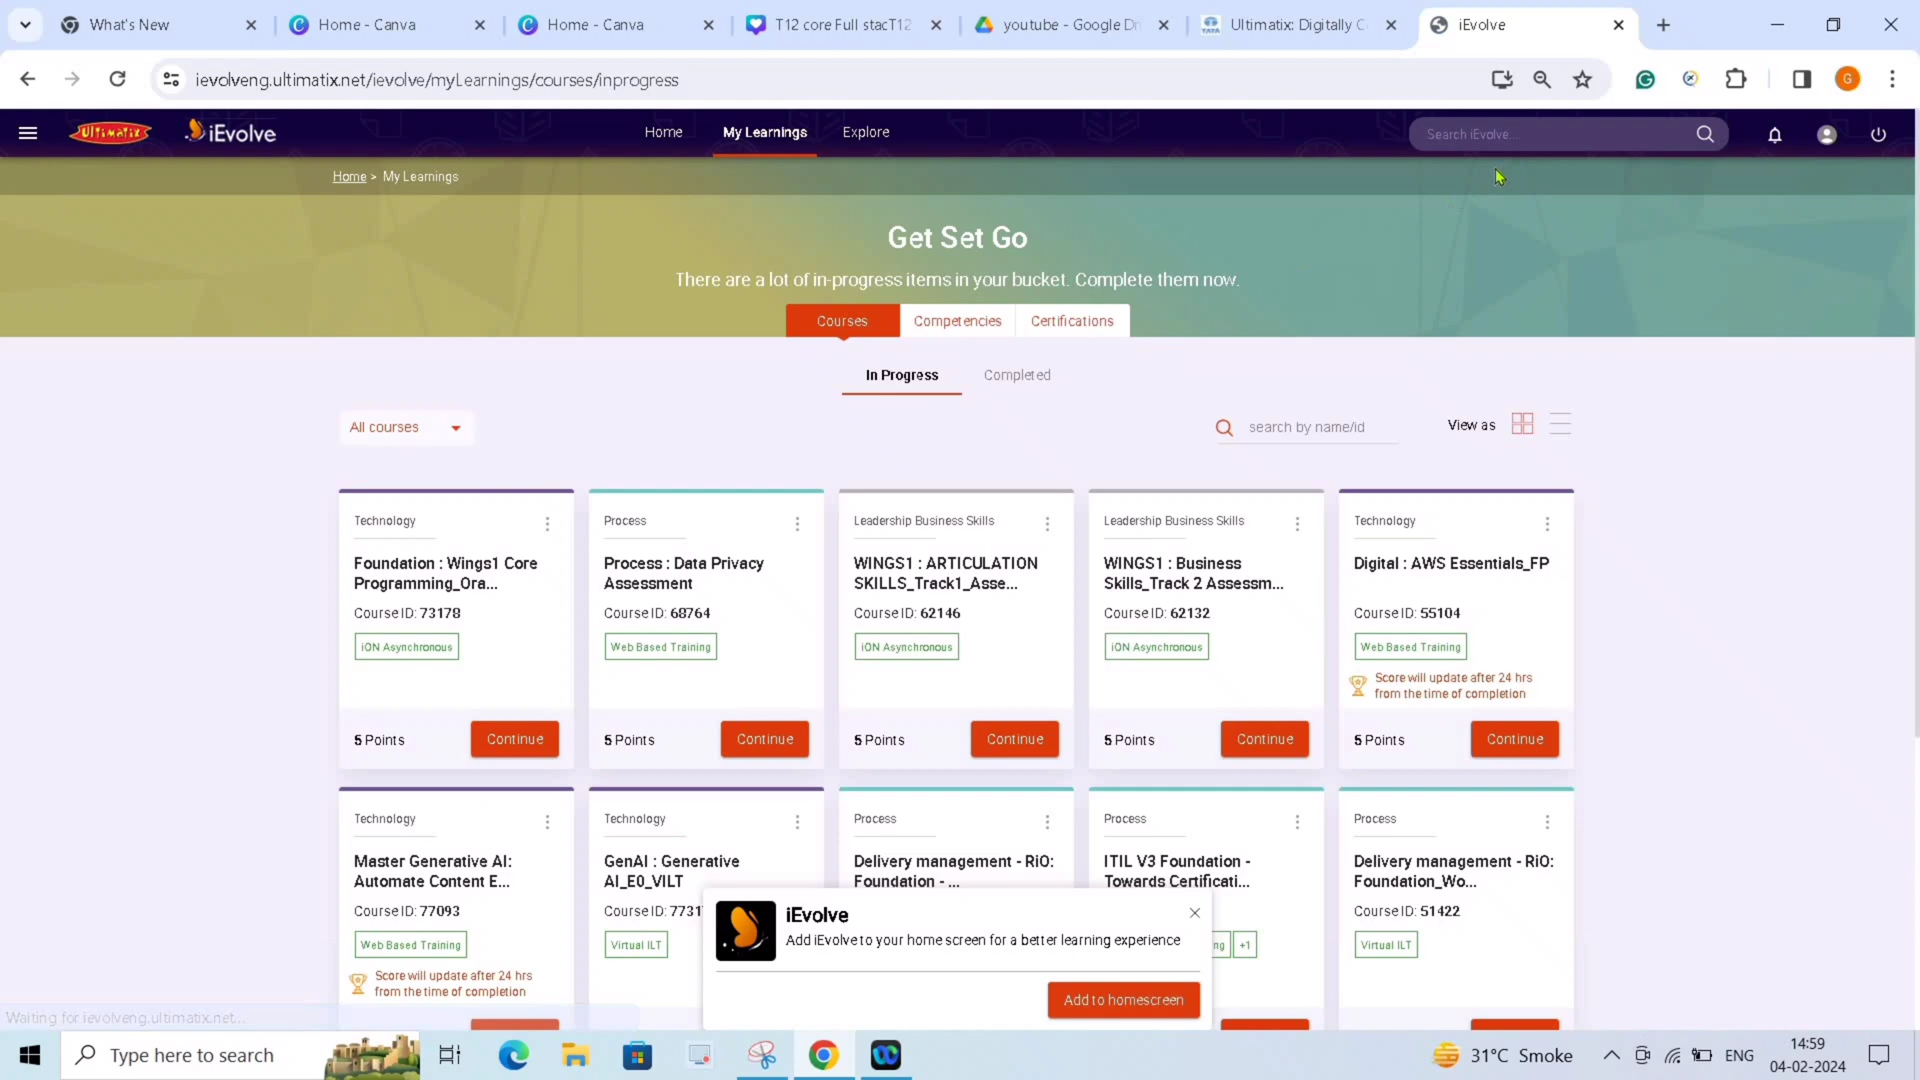 What's New
Home - Canva
Home - Canva
T12 core Full stacT12
youtube - Google Dr
Ultimatix: Digitally C
iEvolve
ievolveng.ultimatix.net/ievolve/myLearnings/courses/inprogress
G
Ultimatix
iEvolve
Home
My Learnings
Explore
Search iEvolve...
Home > My Learnings
Get Set Go
There are a lot of in-progress items in your bucket. Complete them now.
Courses
Competencies
Certifications
In Progress
Completed
All courses
search by name/id
View as
Technology
Foundation : Wings1 Core
Programming_Ora...
Course ID: 73178
iON Asynchronous
5 Points
Continue
Process
Process : Data Privacy
Assessment
Course ID: 68764
Web Based Training
5 Points
Continue
Leadership Business Skills
WINGS1 : ARTICULATION
SKILLS_Track1_Asse...
Course ID: 62146
iON Asynchronous
5 Points
Continue
Leadership Business Skills
WINGS1 : Business
Skills_Track 2 Assessm...
Course ID: 62132
iON Asynchronous
5 Points
Continue
Technology
Digital : AWS Essentials_FP
Course ID: 55104
Web Based Training
Score will update after 24 hrs
from the time of completion
5 Points
Continue
Technology
Master Generative AI:
Automate Content E...
Course ID: 77093
Web Based Training
Score will update after 24 hrs
from the time of completion
Technology
GenAI : Generative
AI_E0_VILT
Course ID: 7731
Virtual ILT
Process
Delivery management - RiO:
Foundation - ...
Process
ITIL V3 Foundation -
Towards Certificati...
ng
+1
Process
Delivery management - RiO:
Foundation_Wo...
Course ID: 51422
Virtual ILT
iEvolve
Add iEvolve to your home screen for a better learning experience
Add to homescreen
Waiting for ievolveng.ultimatix.net...
Type here to search
31°C Smoke
ENG
14:59
04-02-2024